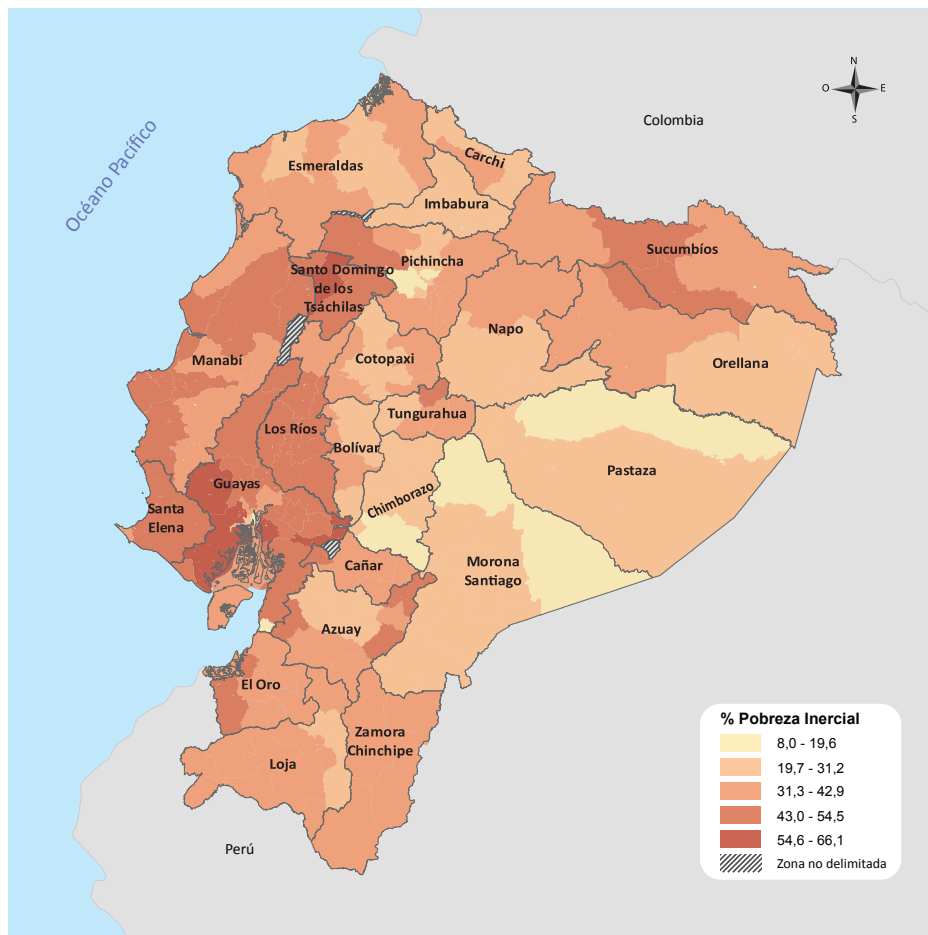 N
O
E
S
Colombia
Océano Pacífico
Carchi
Esmeraldas
Imbabura
Sucumbíos
Pichincha
Santo Domingo
de los
Tsáchilas
Napo
Manabí
Cotopaxi
Orellana
Tungurahua
Los Ríos
Bolívar
Pastaza
Guayas
Chimborazo
Santa
Elena
Cañar
Morona
Santiago
Azuay
El Oro
Zamora
Chinchipe
Loja
Perú
% Pobreza Inercial
8,0 - 19,6
19,7 - 31,2
31,3 - 42,9
43,0 - 54,5
54,6 - 66,1
Zona no delimitada